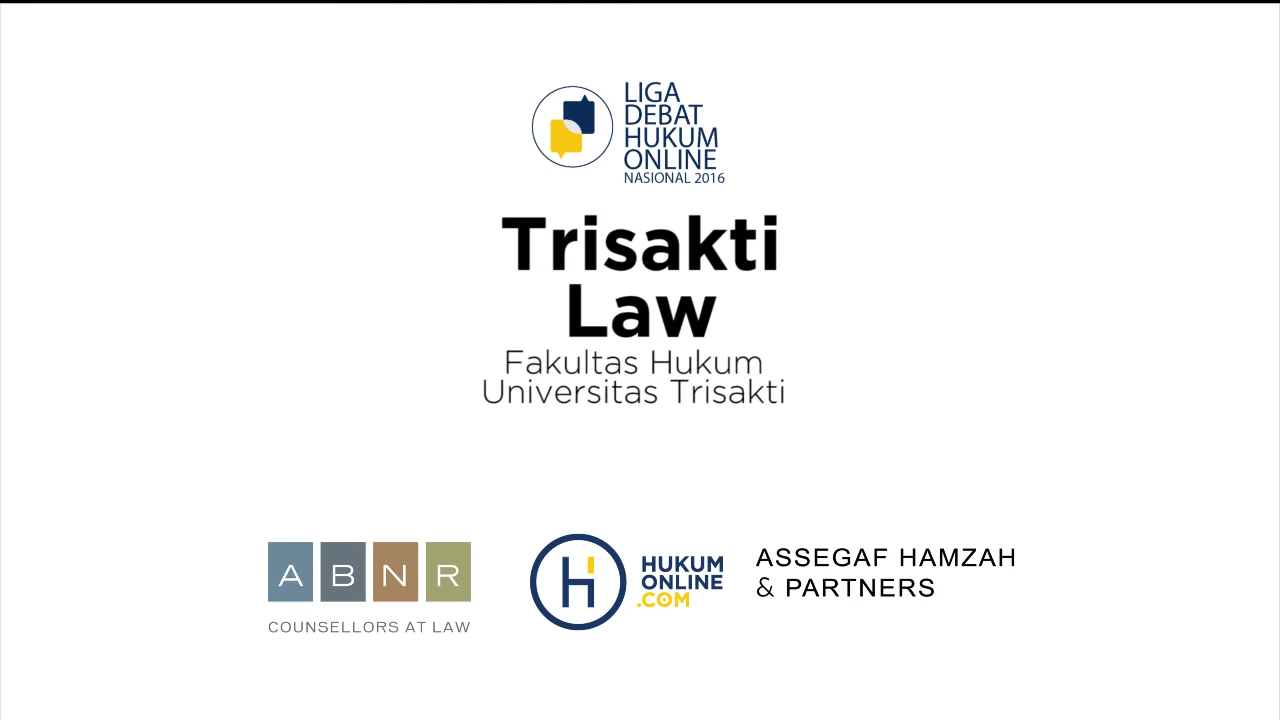 LIGA
DEBAT
HUKUM
ONLINE
NASIONAL 2016
Trisakti
Law
Fakultas Hukum
Universitas Trisakti
A B N R
COUNSELLORS AT LAW
H
HUKUM
ONLINE
.COM
ASSEGAF HAMZAH
& PARTNERS